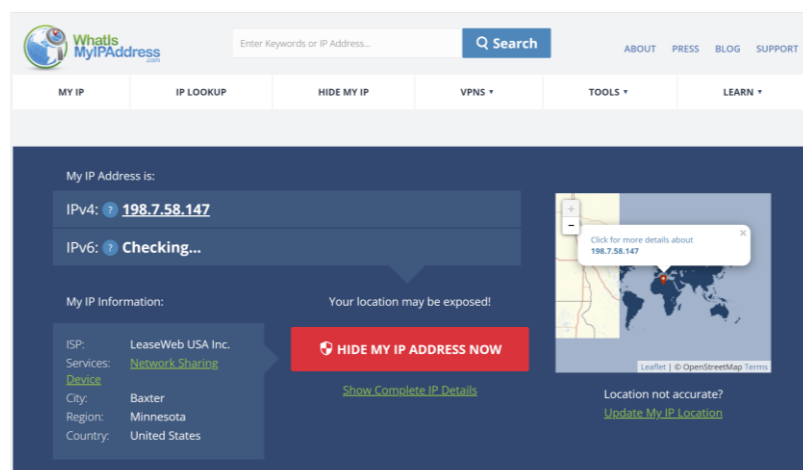 WhatIs
MyIPAddress
.com
Enter Keywords or IP Address...
Search
ABOUT PRESS BLOG SUPPORT
MY IP IP LOOKUP HIDE MY IP VPNS TOOLS LEARN
My IP Address is:
IPv4: ? 198.7.58.147
IPv6: ? Checking...
My IP Information:
ISP: LeaseWeb USA Inc.
Services: Network Sharing
Device
City: Baxter
Region: Minnesota
Country: United States
Your location may be exposed!
HIDE MY IP ADDRESS NOW
Show Complete IP Details
+
−
Click for more details about
198.7.58.147
×
Leaflet | © OpenStreetMap Terms
Location not accurate?
Update My IP Location